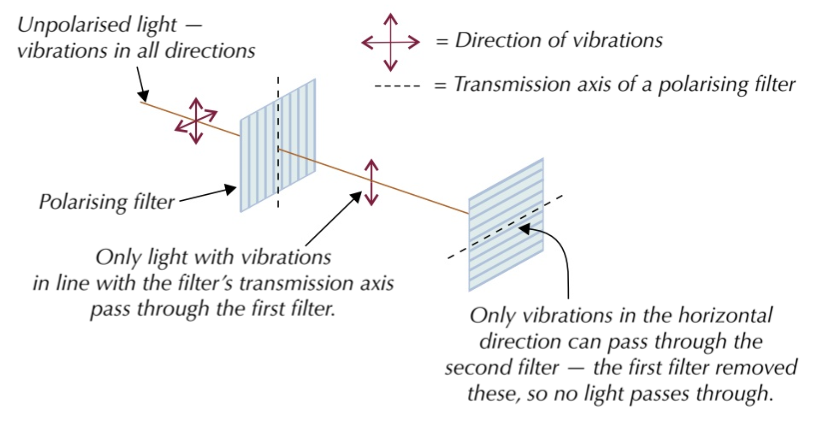 Unpolarised light —
vibrations in all directions
= Direction of vibrations
= Transmission axis of a polarising filter
Polarising filter
Only light with vibrations
in line with the filter's transmission axis
pass through the first filter.
Only vibrations in the horizontal
direction can pass through the
second filter — the first filter removed
these, so no light passes through.